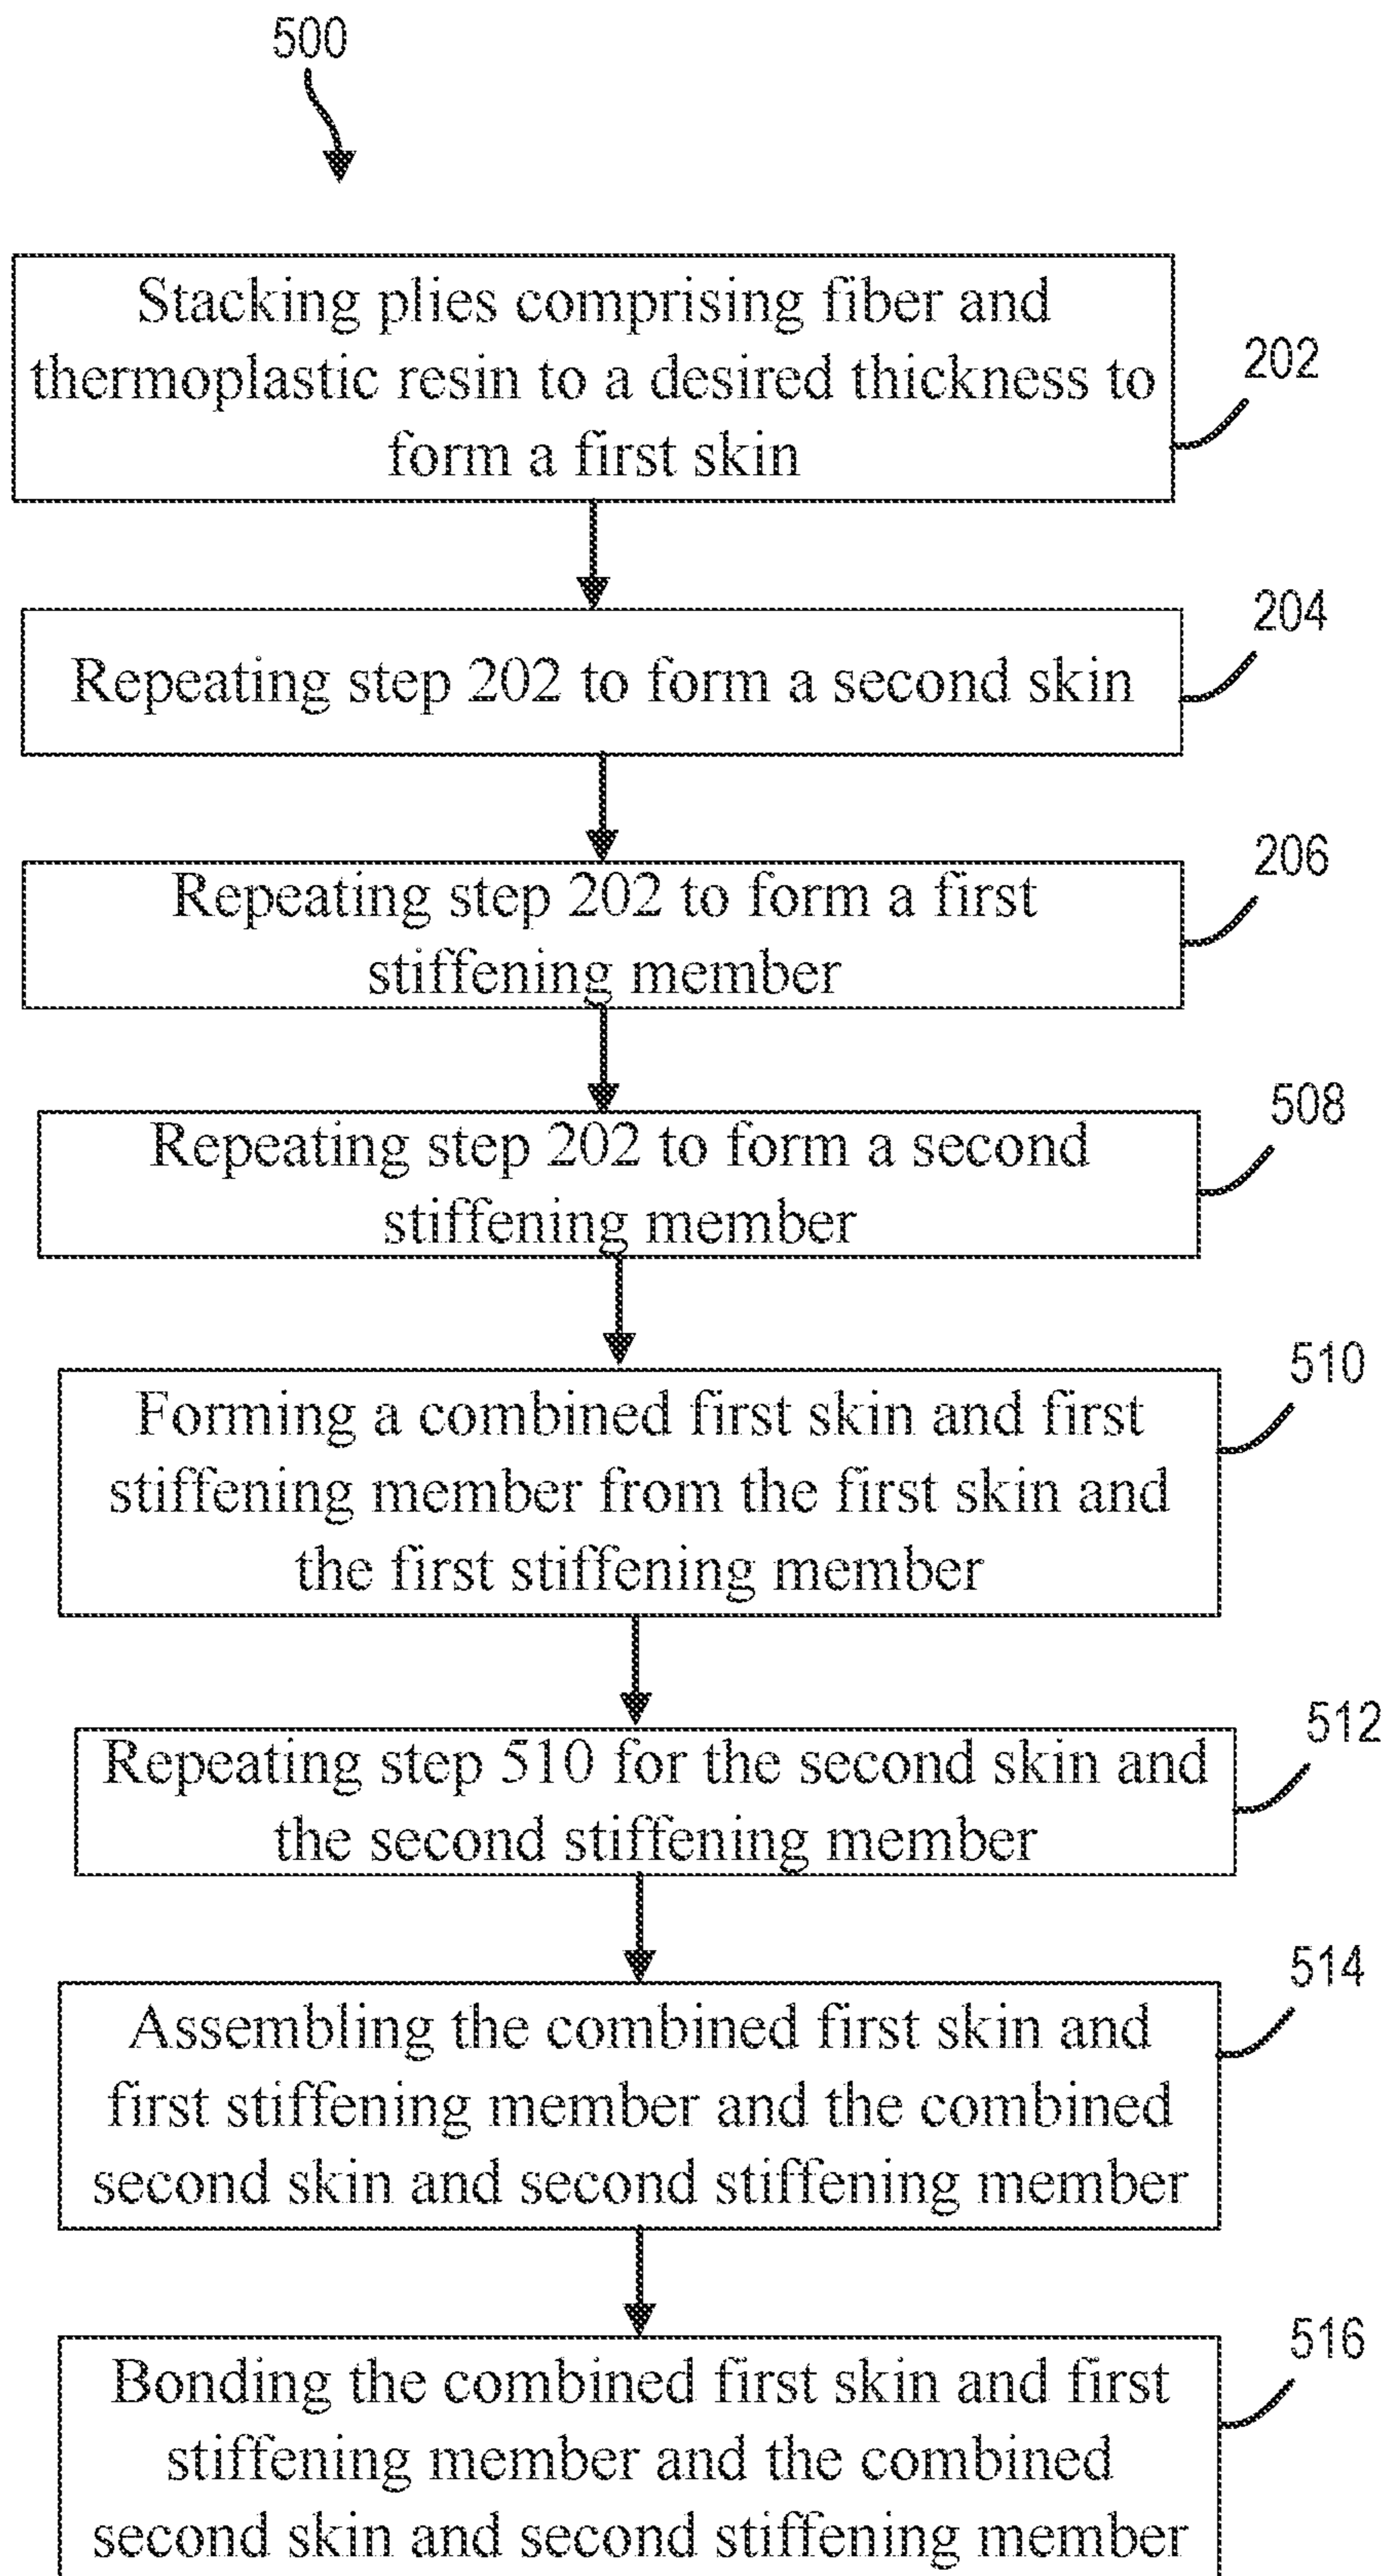 500
Stacking plies comprising fiber and
thermoplastic resin to a desired thickness to
form a first skin
202
Repeating step 202 to form a second skin
204
Repeating step 202 to form a first
stiffening member
206
Repeating step 202 to form a second
stiffening member
508
Forming a combined first skin and first
stiffening member from the first skin and
the first stiffening member
510
Repeating step 510 for the second skin and
the second stiffening member
512
Assembling the combined first skin and
first stiffening member and the combined
second skin and second stiffening member
514
Bonding the combined first skin and first
stiffening member and the combined
second skin and second stiffening member
516